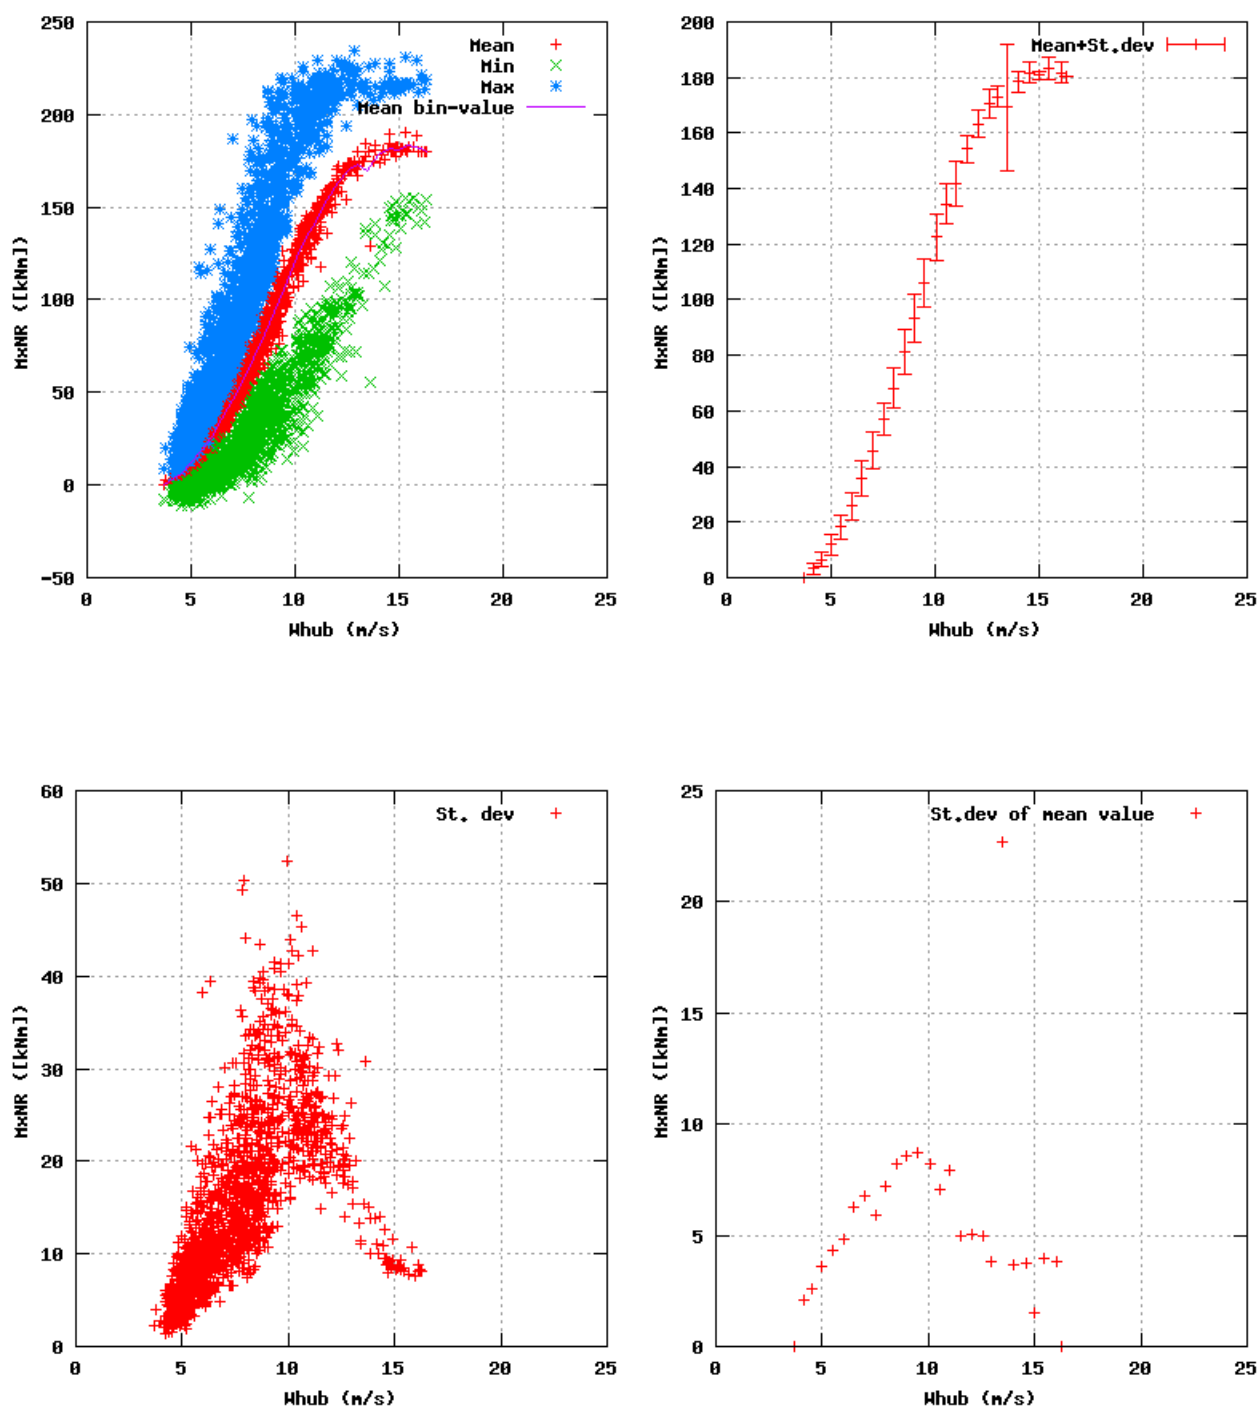 250
200
150
100
50
0
-50
MxNR ([kNm])
Mean
Min
Max
Mean bin-value
0 5 10 15 20 25
Whub (m/s)
200
180
160
140
120
100
80
60
40
20
0
MxNR ([kNm])
Mean+St.dev
0 5 10 15 20 25
Whub (m/s)
60
50
40
30
20
10
0
MxNR ([kNm])
St. dev
0 5 10 15 20 25
Whub (m/s)
25
20
15
10
5
0
MxNR ([kNm])
St.dev of mean value
0 5 10 15 20 25
Whub (m/s)